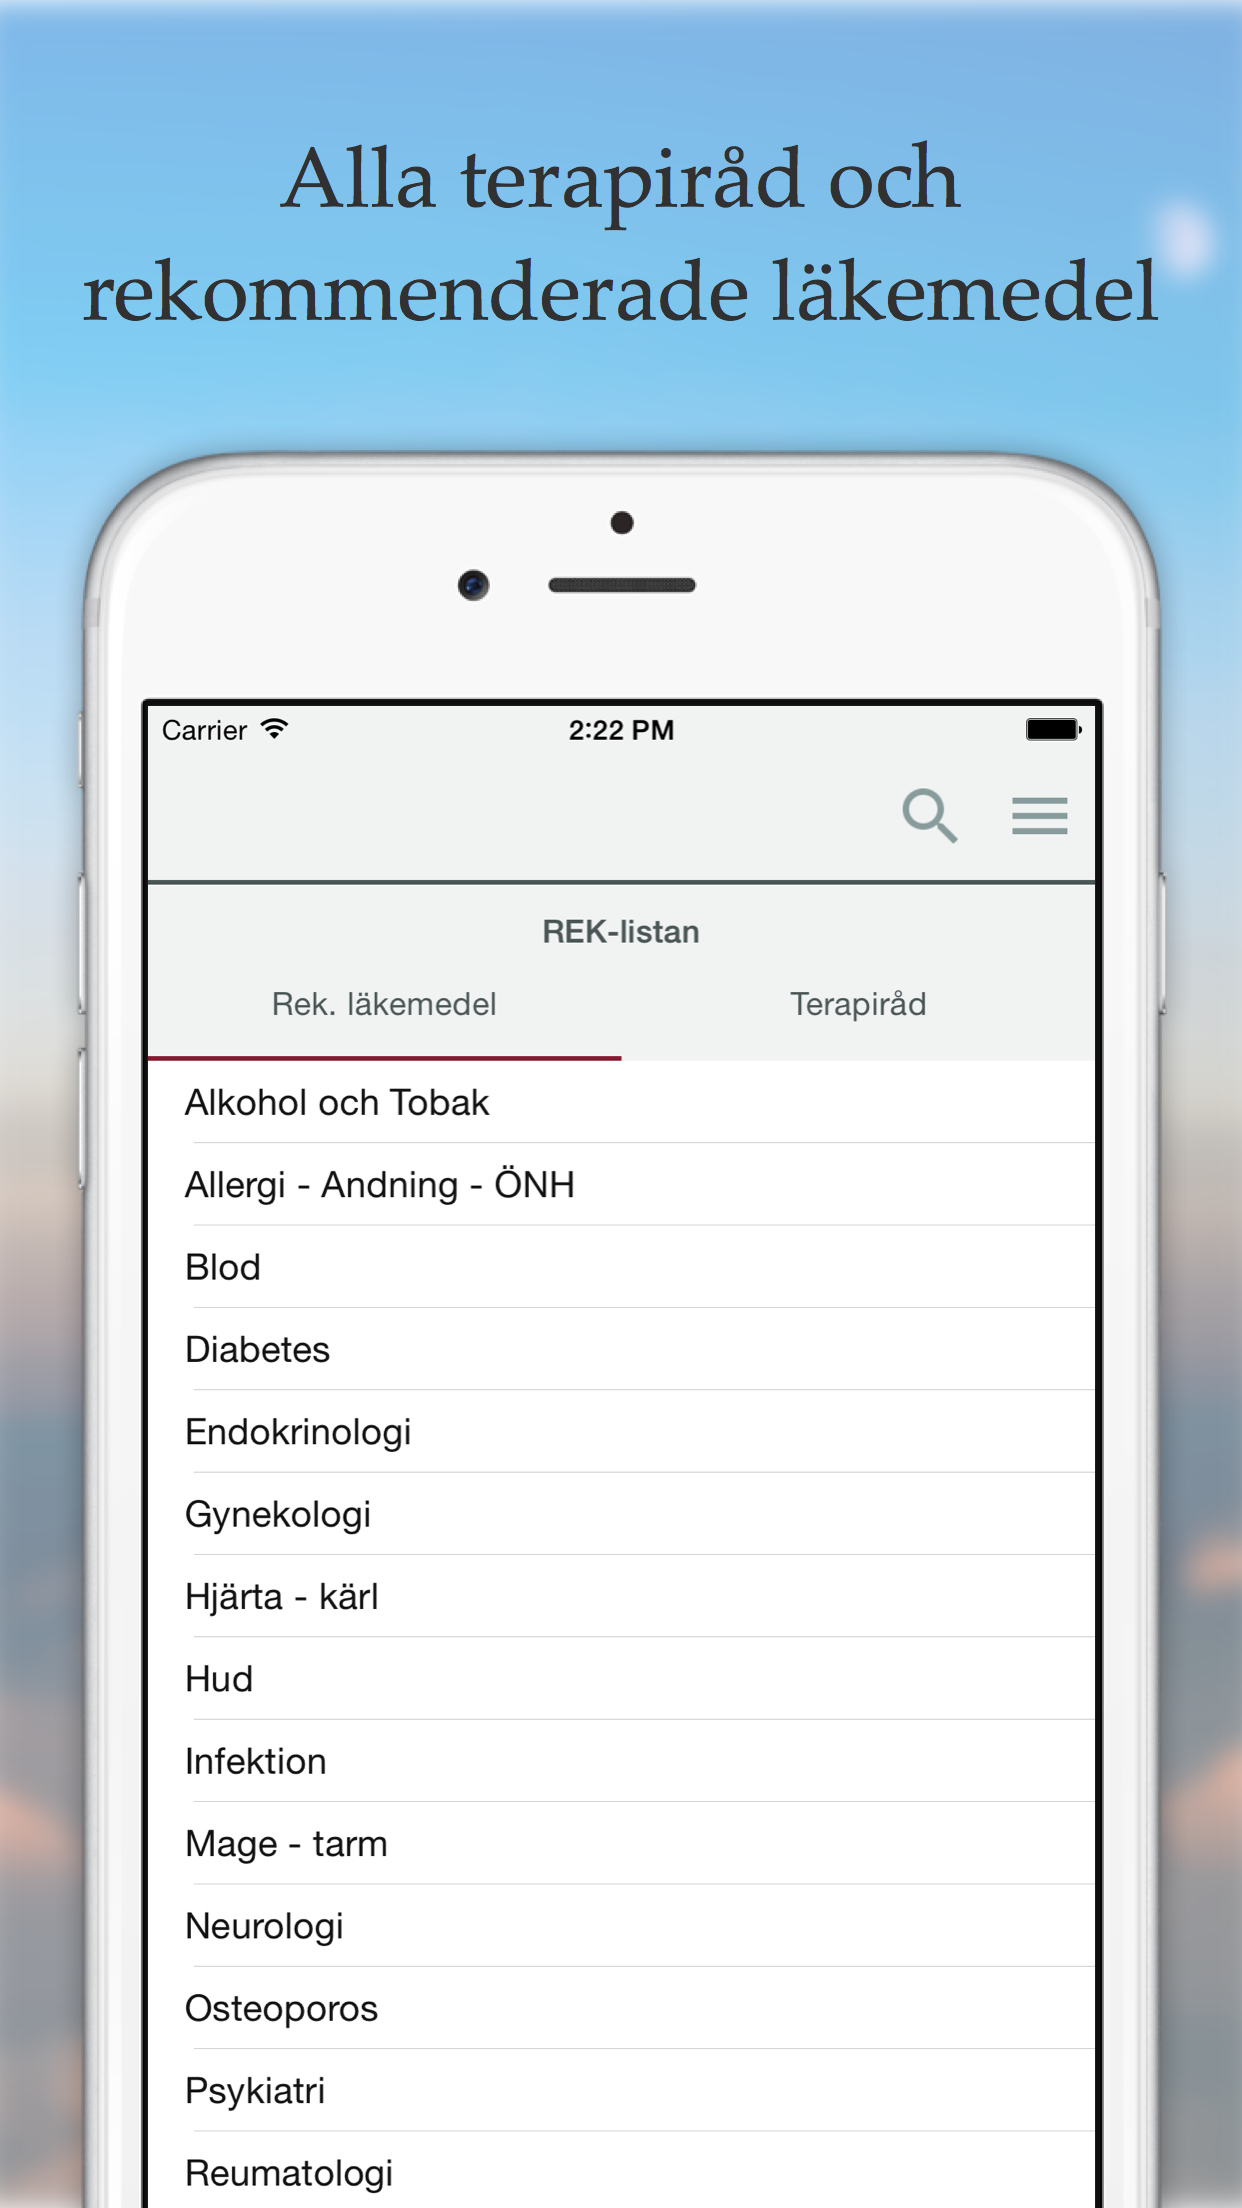 Alla terapiråd och
rekommenderade läkemedel
Carrier 2:22 PM
REK-listan
Rek. läkemedel Terapiråd
Alkohol och Tobak
Allergi - Andning - ÖNH
Blod
Diabetes
Endokrinologi
Gynekologi
Hjärta - kärl
Hud
Infektion
Mage - tarm
Neurologi
Osteoporos
Psykiatri
Reumatologi